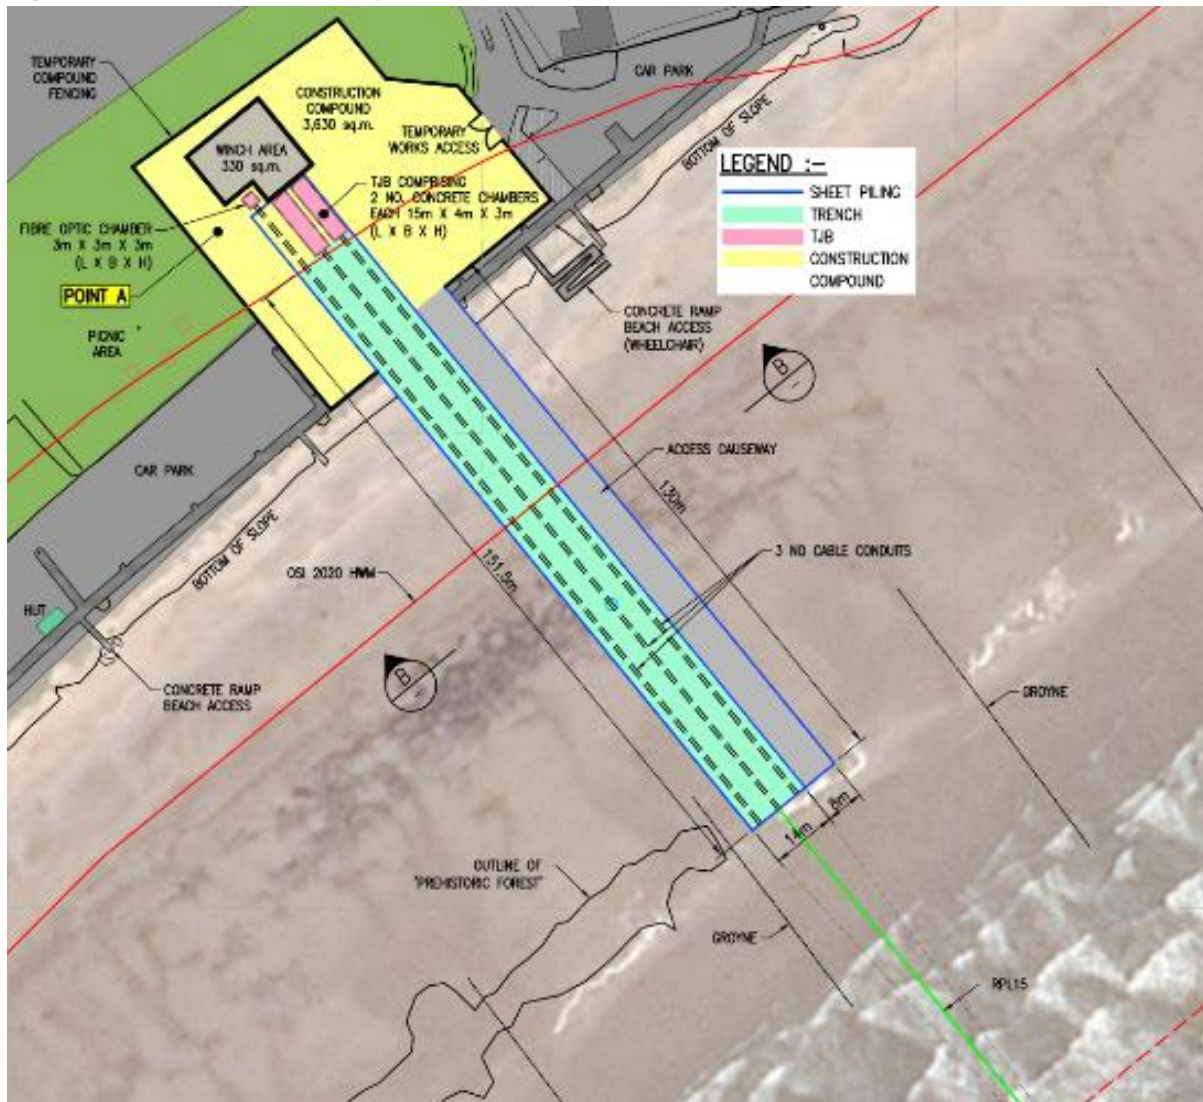 TEMPORARY
COMPOUND
FENCING
CONSTRUCTION
COMPOUND
3,630 sq.m.
CAR PARK
WINCH AREA
330 sq.m.
TEMPORARY
WORKS ACCESS
BOTTOM OF SLOPE
LEGEND :-
SHEET PILING
TRENCH
TJB
CONSTRUCTION
COMPOUND
TJB COMPRISING
2 NO. CONCRETE CHAMBERS
EACH 15m X 4m X 3m
(L X B X H)
FIBRE OPTIC CHAMBER
3m X 3m X 3m
(L X B X H)
POINT A
PICNIC
AREA
CONCRETE RAMP
BEACH ACCESS
(WHEELCHAIR)
B
-
CAR PARK
ACCESS CAUSEWAY
130m
BOTTOM OF SLOPE
151.5m
3 NO CABLE CONDUITS
OSI 2020 HWM
HUT
B
-
CONCRETE RAMP
BEACH ACCESS
GROYNE
8m
14m
OUTLINE OF
'PREHISTORIC FOREST'
GROYNE
RPL15